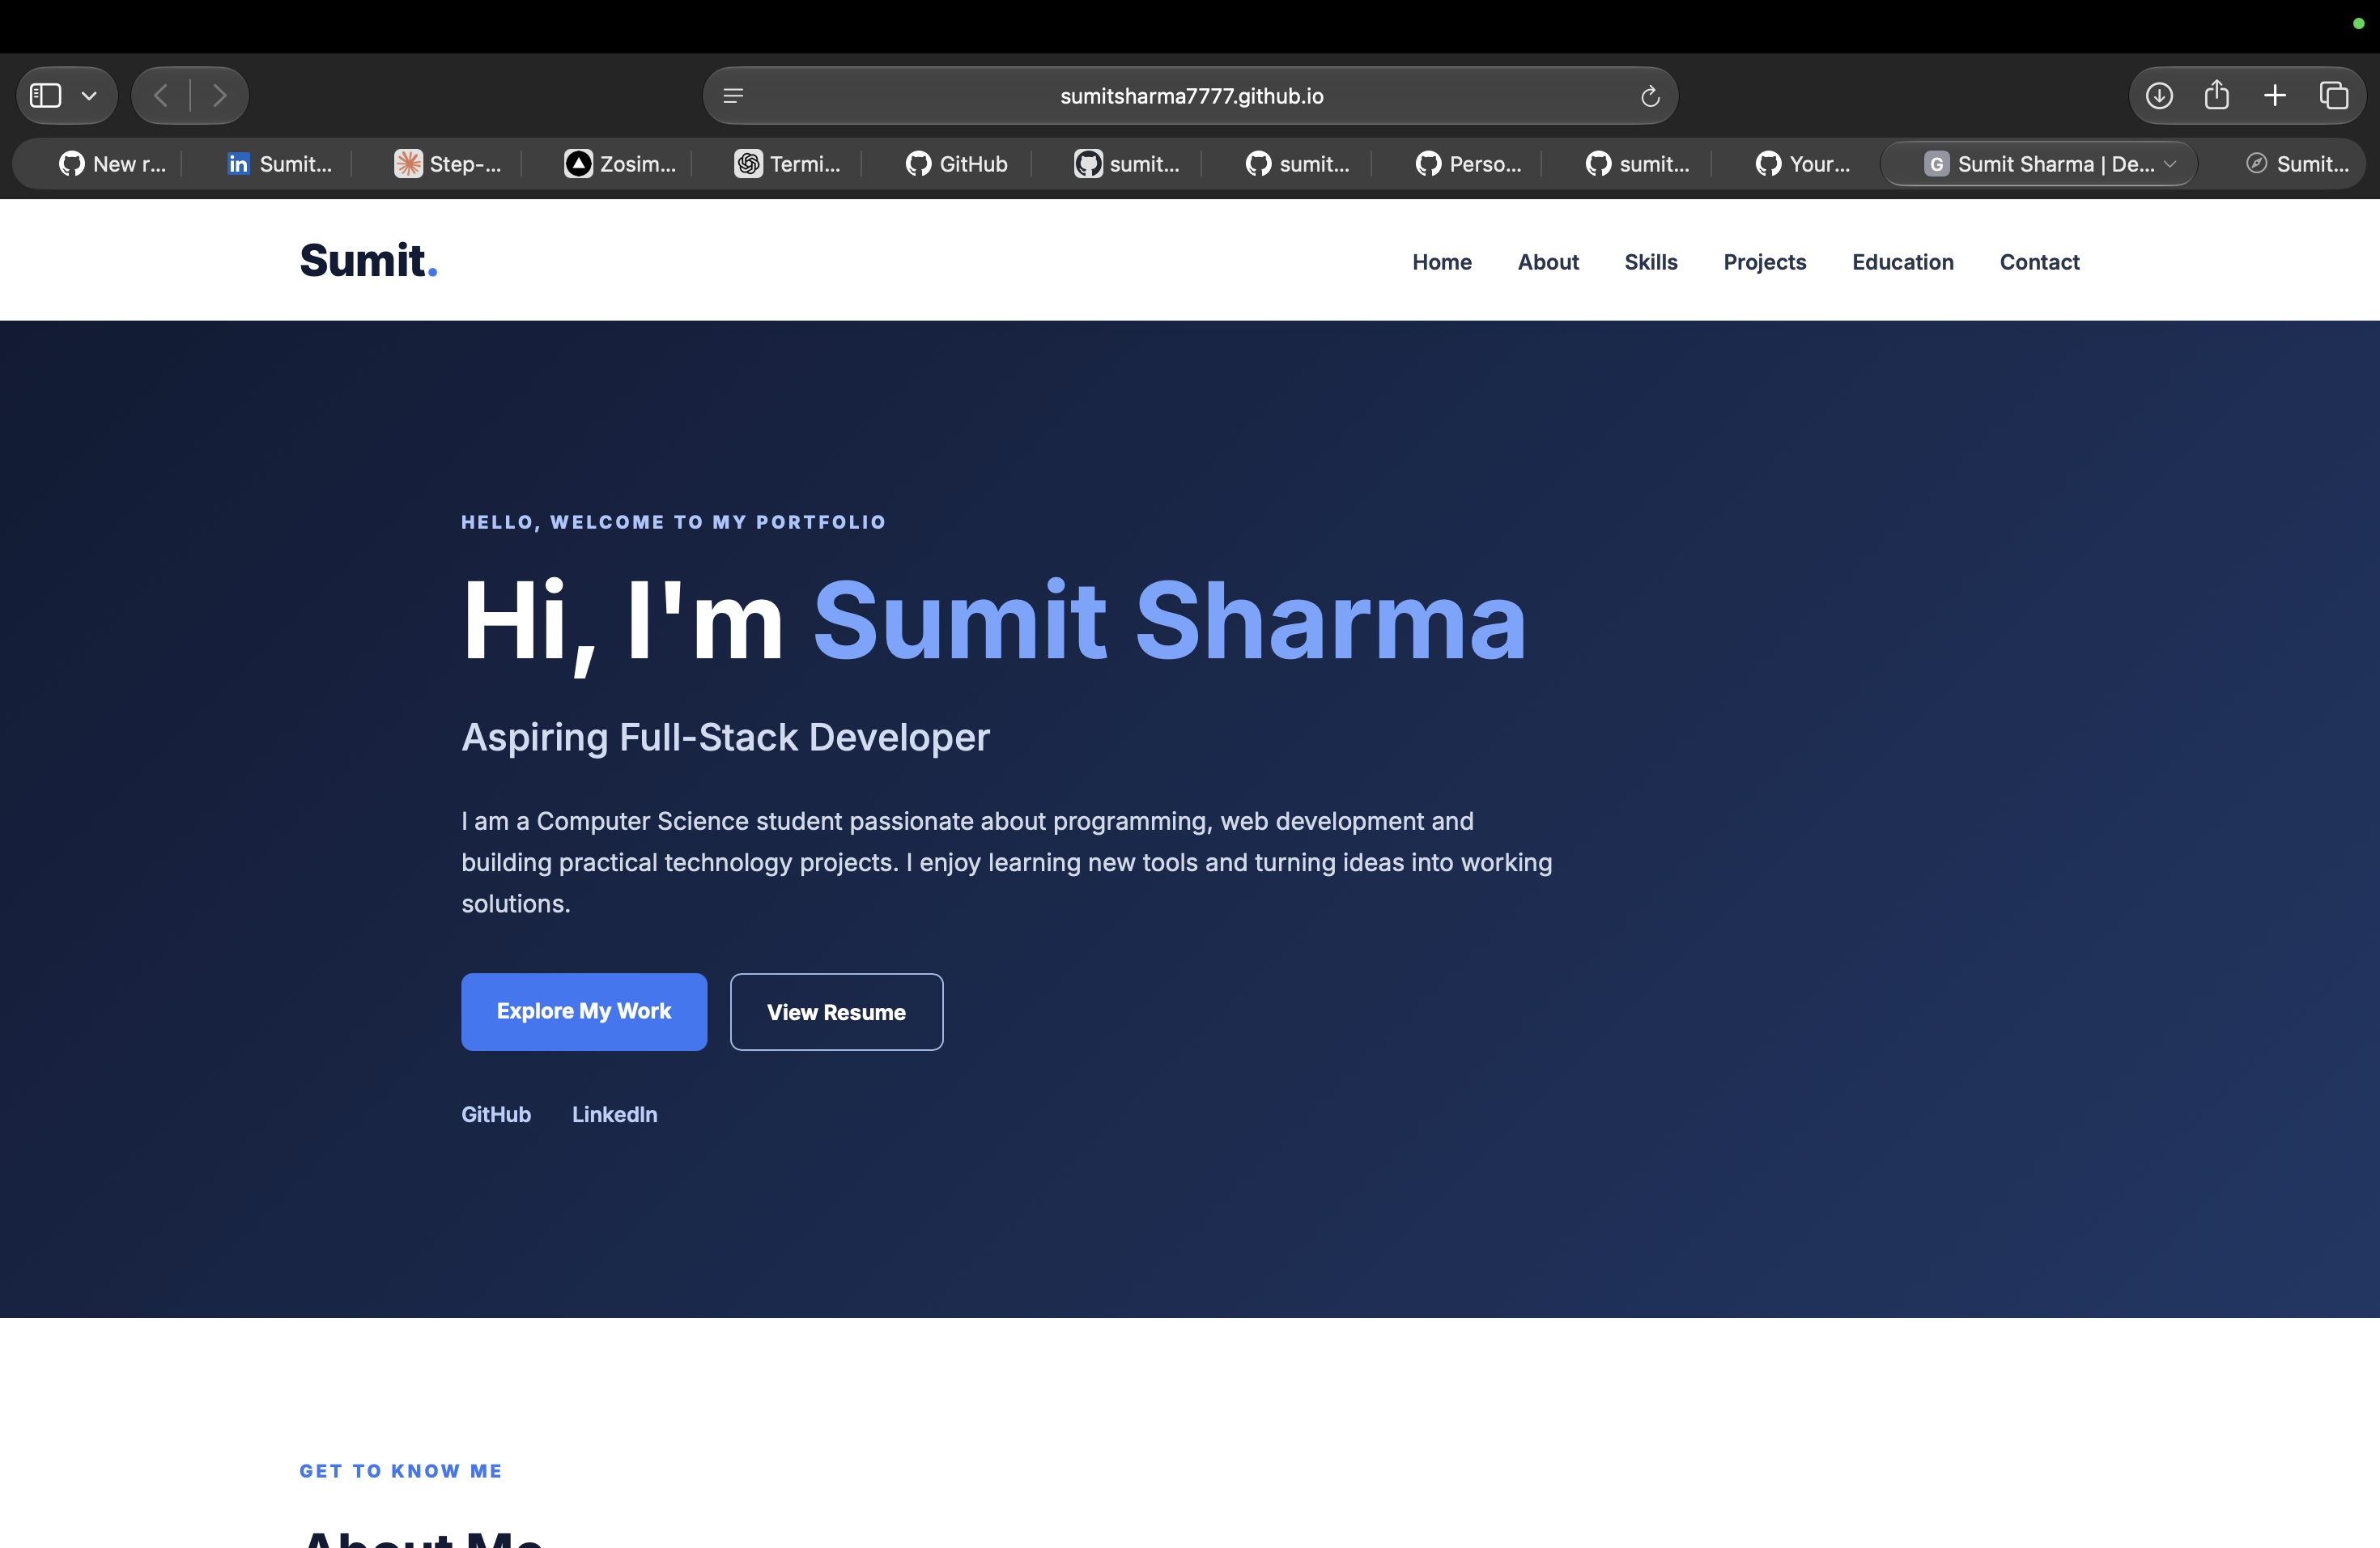 sumitsharma7777.github.io
New r...
Sumit...
Step-...
Zosim...
Termi...
GitHub
sumit...
sumit...
Perso...
sumit...
Your...
G Sumit Sharma | De...
Sumit...
Sumit.
Home
About
Skills
Projects
Education
Contact
HELLO, WELCOME TO MY PORTFOLIO
Hi, I'm Sumit Sharma
Aspiring Full-Stack Developer
I am a Computer Science student passionate about programming, web development and
building practical technology projects. I enjoy learning new tools and turning ideas into working
solutions.
Explore My Work
View Resume
GitHub
LinkedIn
GET TO KNOW ME
About Me